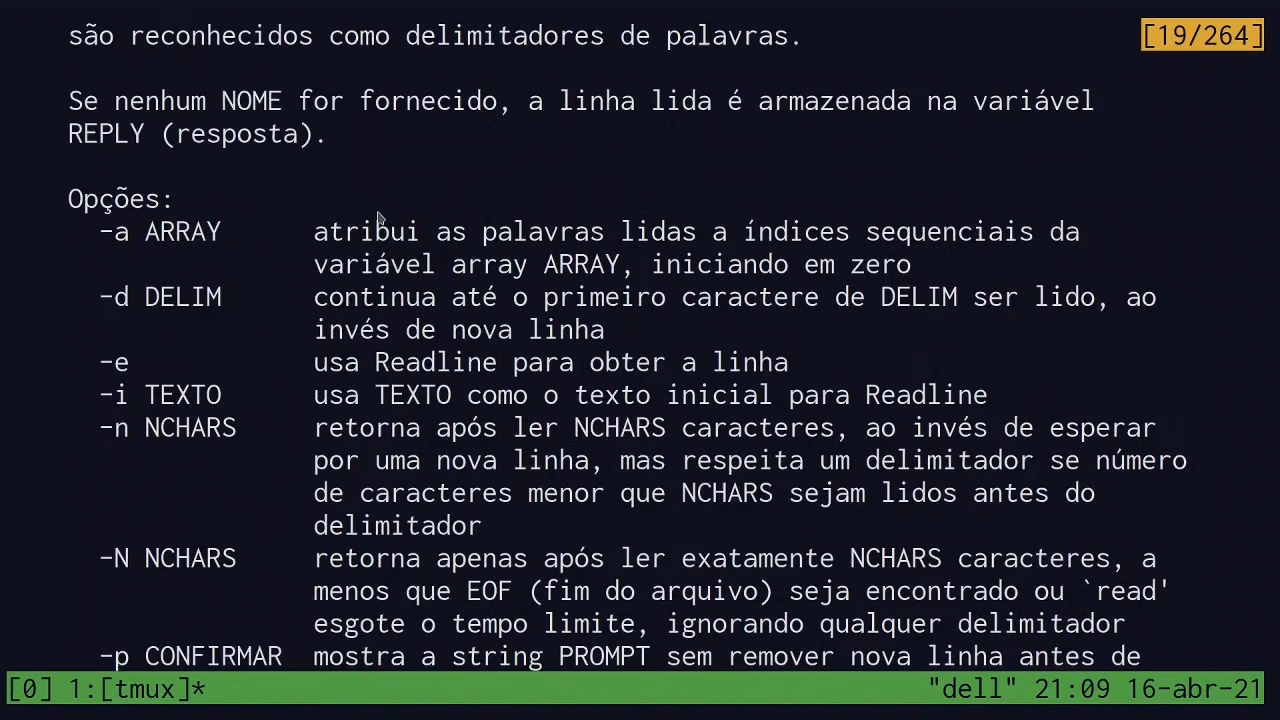 são reconhecidos como delimitadores de palavras. [19/264]
Se nenhum NOME for fornecido, a linha lida é armazenada na variável
REPLY (resposta).
Opções:
-a ARRAY atribui as palavras lidas a índices sequenciais da
variável array ARRAY, iniciando em zero
-d DELIM continua até o primeiro caractere de DELIM ser lido, ao
invés de nova linha
-e usa Readline para obter a linha
-i TEXTO usa TEXTO como o texto inicial para Readline
-n NCHARS retorna após ler NCHARS caracteres, ao invés de esperar
por uma nova linha, mas respeita um delimitador se número
de caracteres menor que NCHARS sejam lidos antes do
delimitador
-N NCHARS retorna apenas após ler exatamente NCHARS caracteres, a
menos que EOF (fim do arquivo) seja encontrado ou `read'
esgote o tempo limite, ignorando qualquer delimitador
-p CONFIRMAR mostra a string PROMPT sem remover nova linha antes de
[0] 1:[tmux]* "dell" 21:09 16-abr-21